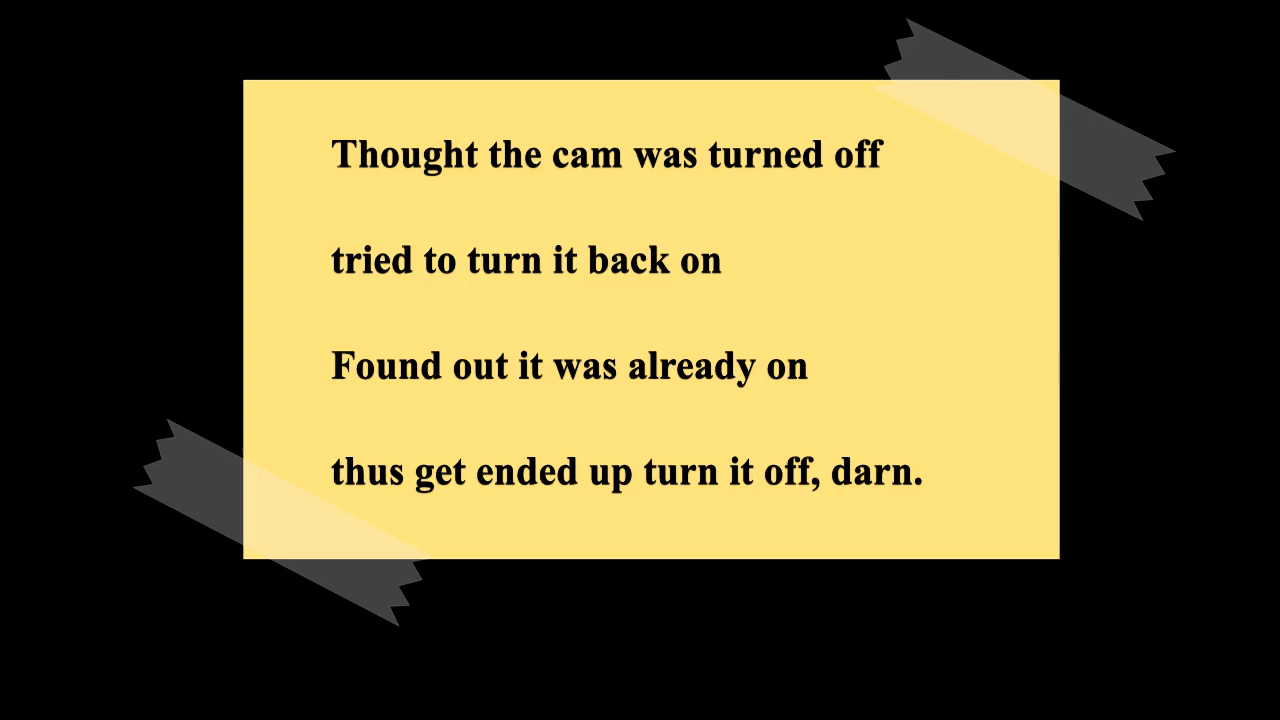 Thought the cam was turned off
tried to turn it back on
Found out it was already on
thus get ended up turn it off, darn.